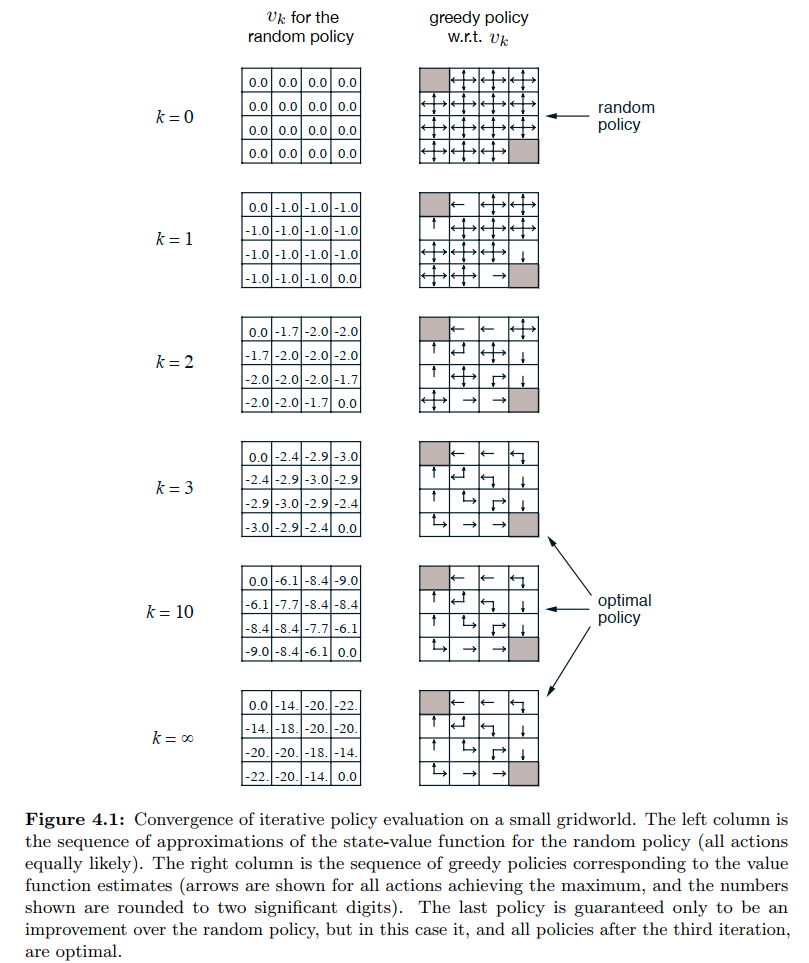 vk for the
random policy
greedy policy
w.r.t. vk
k = 0
0.0 0.0 0.0 0.0
0.0 0.0 0.0 0.0
0.0 0.0 0.0 0.0
0.0 0.0 0.0 0.0
random
policy
k = 1
0.0 -1.0 -1.0 -1.0
-1.0 -1.0 -1.0 -1.0
-1.0 -1.0 -1.0 -1.0
-1.0 -1.0 -1.0 0.0
k = 2
0.0 -1.7 -2.0 -2.0
-1.7 -2.0 -2.0 -2.0
-2.0 -2.0 -2.0 -1.7
-2.0 -2.0 -1.7 0.0
k = 3
0.0 -2.4 -2.9 -3.0
-2.4 -2.9 -3.0 -2.9
-2.9 -3.0 -2.9 -2.4
-3.0 -2.9 -2.4 0.0
k = 10
0.0 -6.1 -8.4 -9.0
-6.1 -7.7 -8.4 -8.4
-8.4 -8.4 -7.7 -6.1
-9.0 -8.4 -6.1 0.0
optimal
policy
k = ∞
0.0 -14. -20. -22.
-14. -18. -20. -20.
-20. -20. -18. -14.
-22. -20. -14. 0.0
Figure 4.1: Convergence of iterative policy evaluation on a small gridworld. The left column is
the sequence of approximations of the state-value function for the random policy (all actions
equally likely). The right column is the sequence of greedy policies corresponding to the value
function estimates (arrows are shown for all actions achieving the maximum, and the numbers
shown are rounded to two significant digits). The last policy is guaranteed only to be an
improvement over the random policy, but in this case it, and all policies after the third iteration,
are optimal.